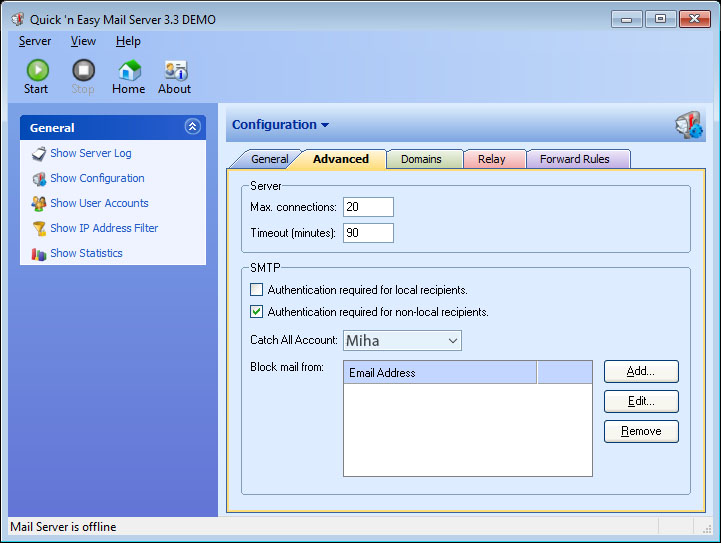 Quick 'n Easy Mail Server 3.3 DEMO
Server View Help
Start Stop Home About
General
Show Server Log
Show Configuration
Show User Accounts
Show IP Address Filter
Show Statistics
Configuration
General Advanced Domains Relay Forward Rules
Server
Max. connections: 20
Timeout (minutes): 90
SMTP
Authentication required for local recipients.
Authentication required for non-local recipients.
Catch All Account: Miha
Block mail from: Email Address
Add...
Edit...
Remove
Mail Server is offline